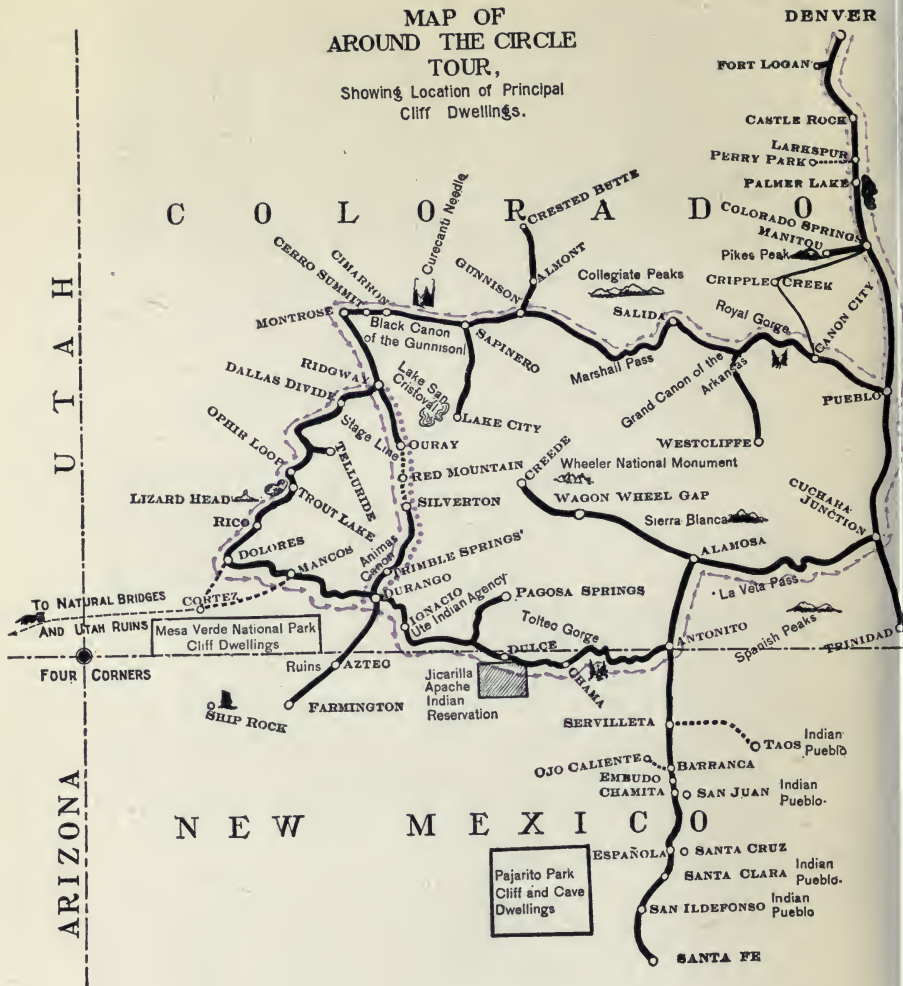 MAP OF
AROUND THE CIRCLE
TOUR,
Showing Location of Principal
Cliff Dwellings.
DENVER
FORT LOGAN
CASTLE ROCK
LARKSPUR
PERRY PARK
PALMER LAKE
COLORADO
COLORADO SPRINGS
MANITOU
Pikes Peak
CRIPPLE CREEK
CANON CITY
Royal Gorge
PUEBLO
Collegiate Peaks
SALIDA
Grand Canon of the
Arkansas
WESTCLIFFE
Marshall Pass
CRESTED BUTTE
ALMONT
GUNNISON
Curecanti Needle
SAPINERO
CIMARRON
CERRO SUMMIT
MONTROSE
Black Canon
of the Gunnison
Lake San
Cristoval
LAKE CITY
UTAH
RIDGWAY
DALLAS DIVIDE
Stage Line
OURAY
OPHIR LOOP
TELLURIDE
RED MOUNTAIN
LIZARD HEAD
TROUT LAKE
SILVERTON
RICO
CREEDE
Wheeler National Monument
WAGON WHEEL GAP
Sierra Blanca
CUCHARA
JUNCTION
DOLORES
MANCOS
Animas
Canon
TRIMBLE SPRINGS'
DURANGO
ALAMOSA
La Veta Pass
CORTEZ
TO NATURAL BRIDGES
AND UTAH RUINS
Mesa Verde National Park
Cliff Dwellings
IGNACIO
Ute Indian Agency
PAGOSA SPRINGS
Tolteo Gorge
ANTONITO
Spanish Peaks
TRINIDAD
FOUR CORNERS
Ruins
AZTEC
DULCE
CHAMA
Jicarilla
Apache
Indian
Reservation
SHIP ROCK
FARMINGTON
SERVILLETA
TAOS
Indian
Pueblo
OJO CALIENTE
BARRANCA
EMBUDO
CHAMITA
SAN JUAN
Indian
Pueblo.
ARIZONA
NEW MEXICO
ESPAÑOLA
SANTA CRUZ
Pajarito Park
Cliff and Cave
Dwellings
SANTA CLARA
Indian
Pueblo.
SAN ILDEFONSO
Indian
Pueblo
SANTA FE